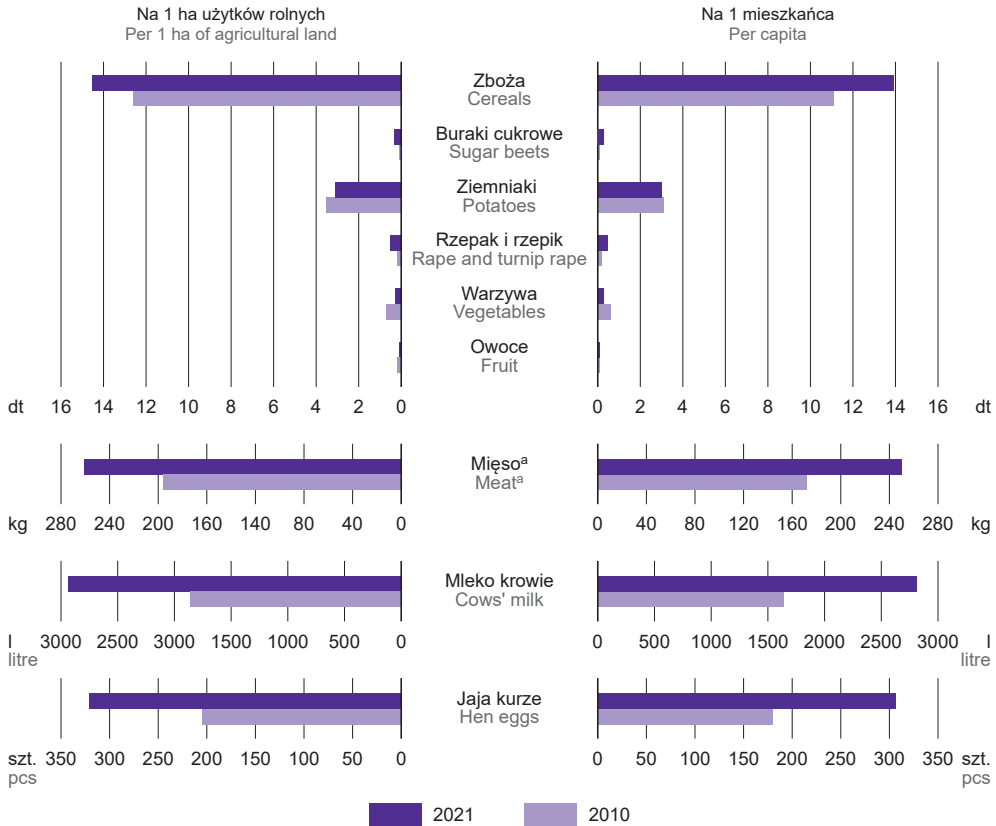 Na 1 ha użytków rolnych
Per 1 ha of agricultural land
Na 1 mieszkańca
Per capita
Zboża
Cereals
Buraki cukrowe
Sugar beets
Ziemniaki
Potatoes
Rzepak i rzepik
Rape and turnip rape
Warzywa
Vegetables
Owoce
Fruit
dt 16 14 12 10 8 6 4 2 0
0 2 4 6 8 10 12 14 16 dt
Mięsoᵃ
Meatᵃ
kg 280 240 200 160 120 80 40 0
0 40 80 120 160 200 240 280 kg
Mleko krowie
Cows' milk
l 3000 2500 3000 1500 1000 500 0
0 500 1000 1500 2000 2500 3000 l
litre
litre
Jaja kurze
Hen eggs
szt. 350 300 250 200 150 100 50 0
0 50 100 150 200 250 300 350 szt.
pcs
pcs
2021 2010